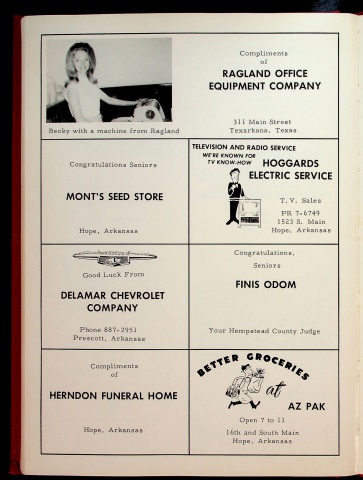 Becky with a machine from Ragland
Compliments
of
RAGLAND OFFICE
EQUIPMENT COMPANY
311 Main Street
Texarkana, Texas
Congratulations Seniors
MONT'S SEED STORE
Hope, Arkansas
TELEVISION AND RADIO SERVICE
WE'RE KNOWN FOR
TV KNOW-HOW
HOGGARDS
ELECTRIC SERVICE
T.V. Sales
PR 7-6749
1523 S. Main
Hope, Arkansas
Good Luck From
DELAMAR CHEVROLET
COMPANY
Phone 887-2951
Prescott, Arkansas
Congratulations,
Seniors
FINIS ODOM
Your Hempstead County Judge
Compliments
of
HERNDON FUNERAL HOME
Hope, Arkansas
BETTER GROCERIES
at
AZ PAK
Open 7 to 11
16th and South Main
Hope, Arkansas